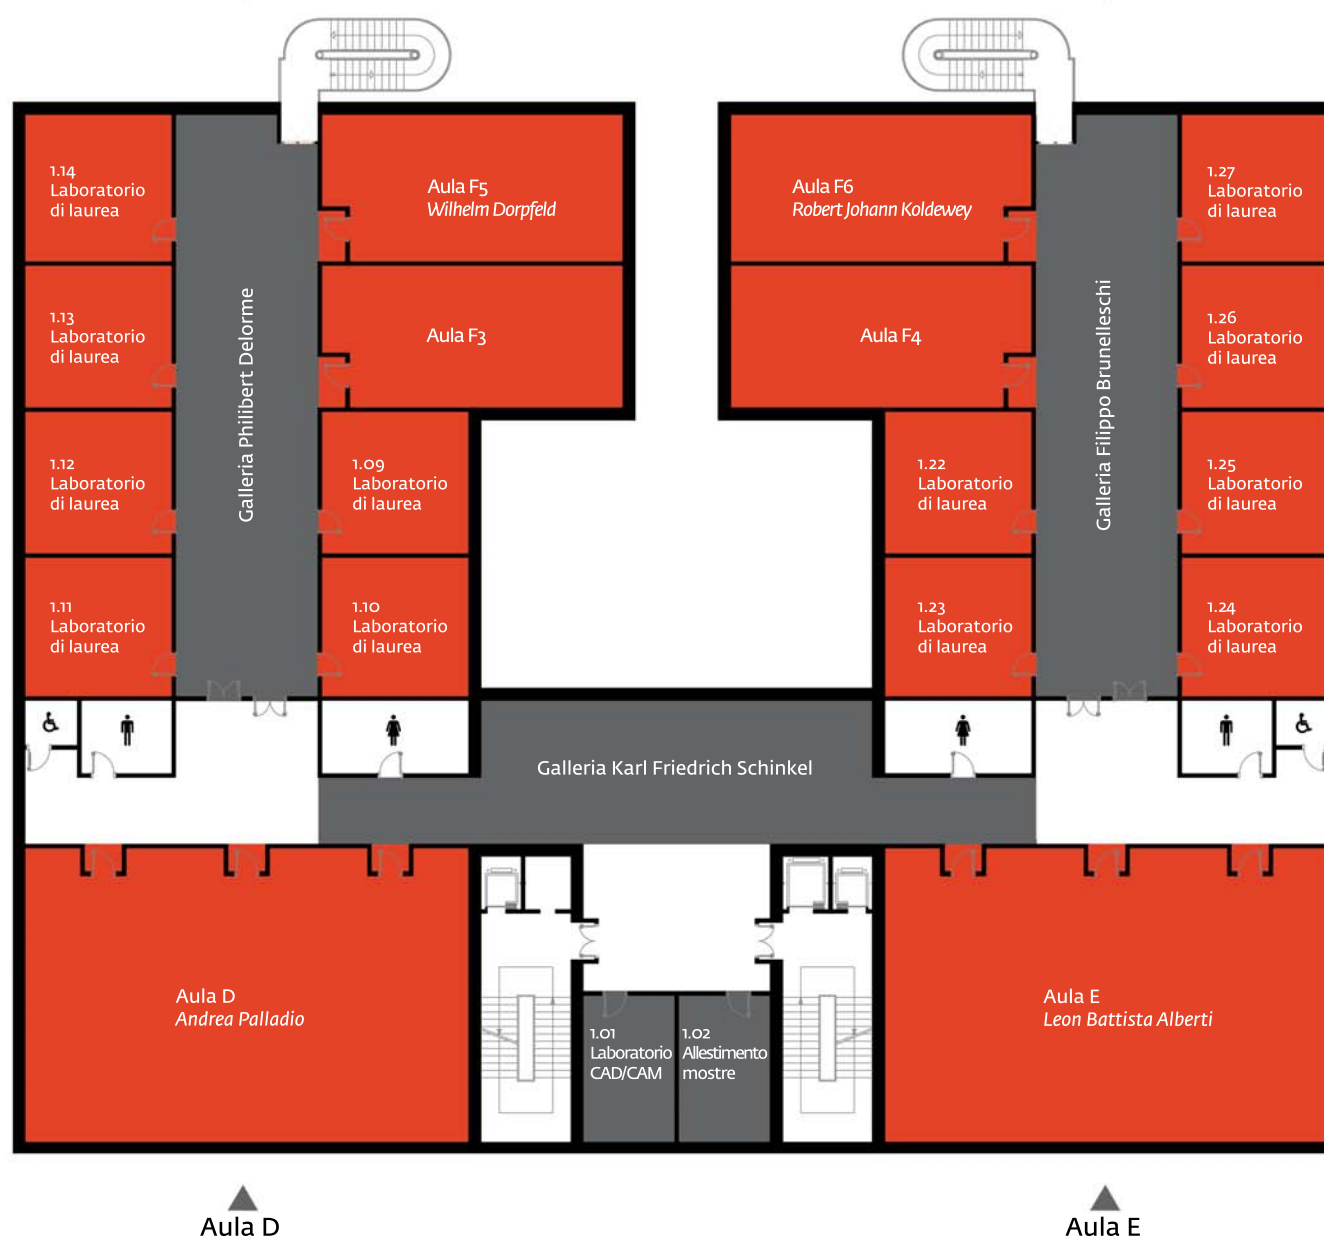 1.14
Laboratorio
di laurea
Aula F5
Wilhelm Dorpfeld
Aula F6
Robert Johann Koldewey
1.27
Laboratorio
di laurea
1.13
Laboratorio
di laurea
Galleria Philibert Delorme
Aula F3
Aula F4
Galleria Filippo Brunelleschi
1.26
Laboratorio
di laurea
1.12
Laboratorio
di laurea
1.09
Laboratorio
di laurea
1.22
Laboratorio
di laurea
1.25
Laboratorio
di laurea
1.11
Laboratorio
di laurea
1.10
Laboratorio
di laurea
1.23
Laboratorio
di laurea
1.24
Laboratorio
di laurea
Galleria Karl Friedrich Schinkel
Aula D
Andrea Palladio
1.01
Laboratorio
CAD/CAM
1.02
Allestimento
mostre
Aula E
Leon Battista Alberti
Aula D
Aula E